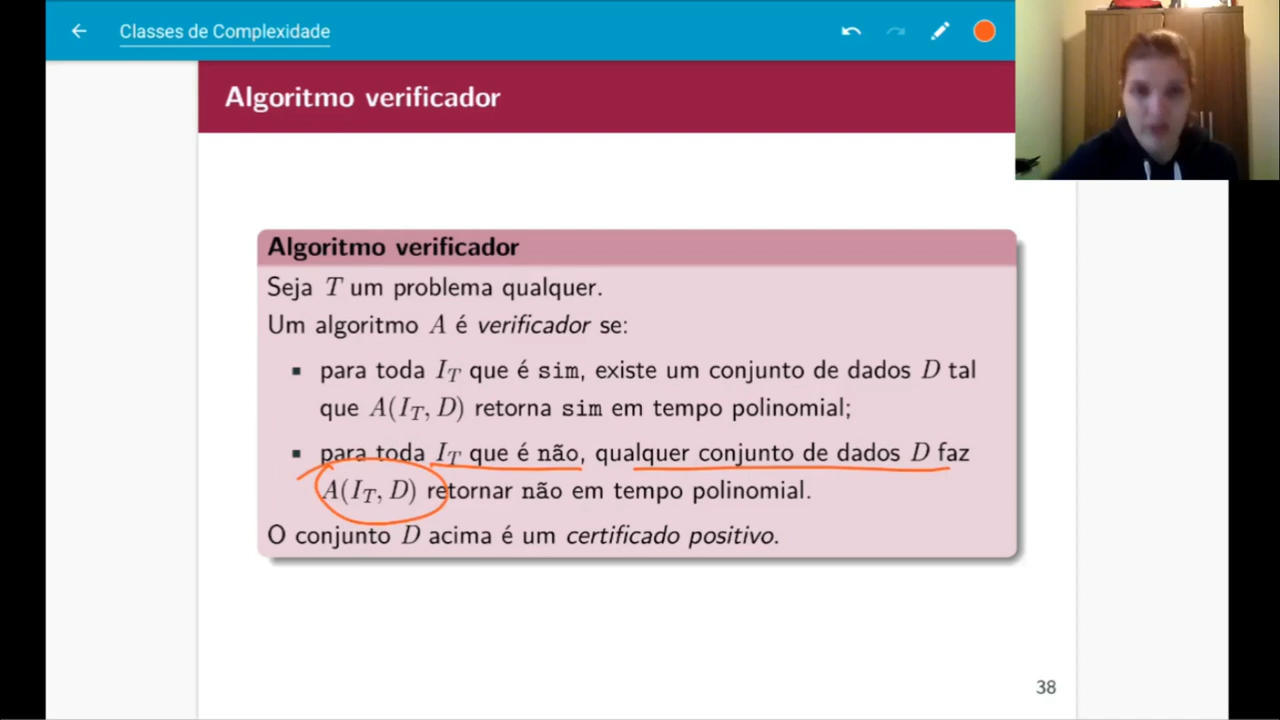 Classes de Complexidade
Algoritmo verificador
Algoritmo verificador
Seja T um problema qualquer.
Um algoritmo A é verificador se:
▪ para toda I_T que é sim, existe um conjunto de dados D tal
que A(I_T, D) retorna sim em tempo polinomial;
▪ para toda I_T que é não, qualquer conjunto de dados D faz
A(I_T, D) retornar não em tempo polinomial.
O conjunto D acima é um certificado positivo.
38